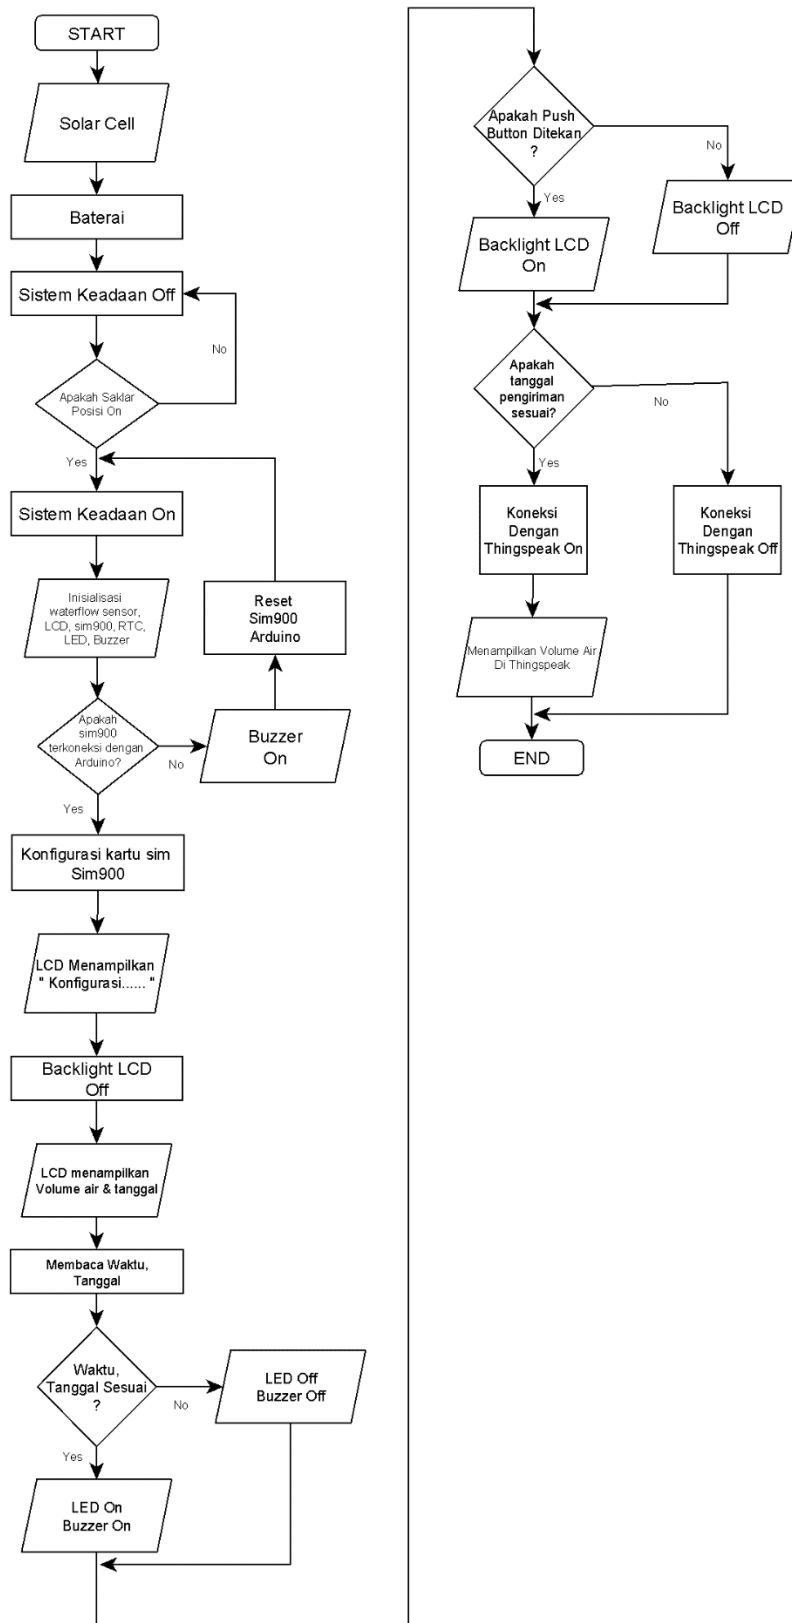 START
Solar Cell
Baterai
Sistem Keadaan Off
No
Apakah Saklar
Posisi On
Yes
Sistem Keadaan On
Inisialisasi
waterflow sensor,
LCD, sim900, RTC,
LED, Buzzer
Reset
Sim900
Arduino
Apakah
sim900
terkoneksi dengan
Arduino?
No
Buzzer
On
Yes
Konfigurasi kartu sim
Sim900
LCD Menampilkan
" Konfigurasi...... "
Backlight LCD
Off
LCD menampilkan
Volume air & tanggal
Membaca Waktu,
Tanggal
Waktu,
Tanggal Sesuai
?
No
LED Off
Buzzer Off
Yes
LED On
Buzzer On
Apakah Push
Button Ditekan
?
No
Yes
Backlight LCD
On
Backlight LCD
Off
Apakah
tanggal
pengiriman
sesuai?
No
Yes
Koneksi
Dengan
Thingspeak On
Koneksi
Dengan
Thingspeak Off
Menampilkan Volume Air
Di Thingspeak
END